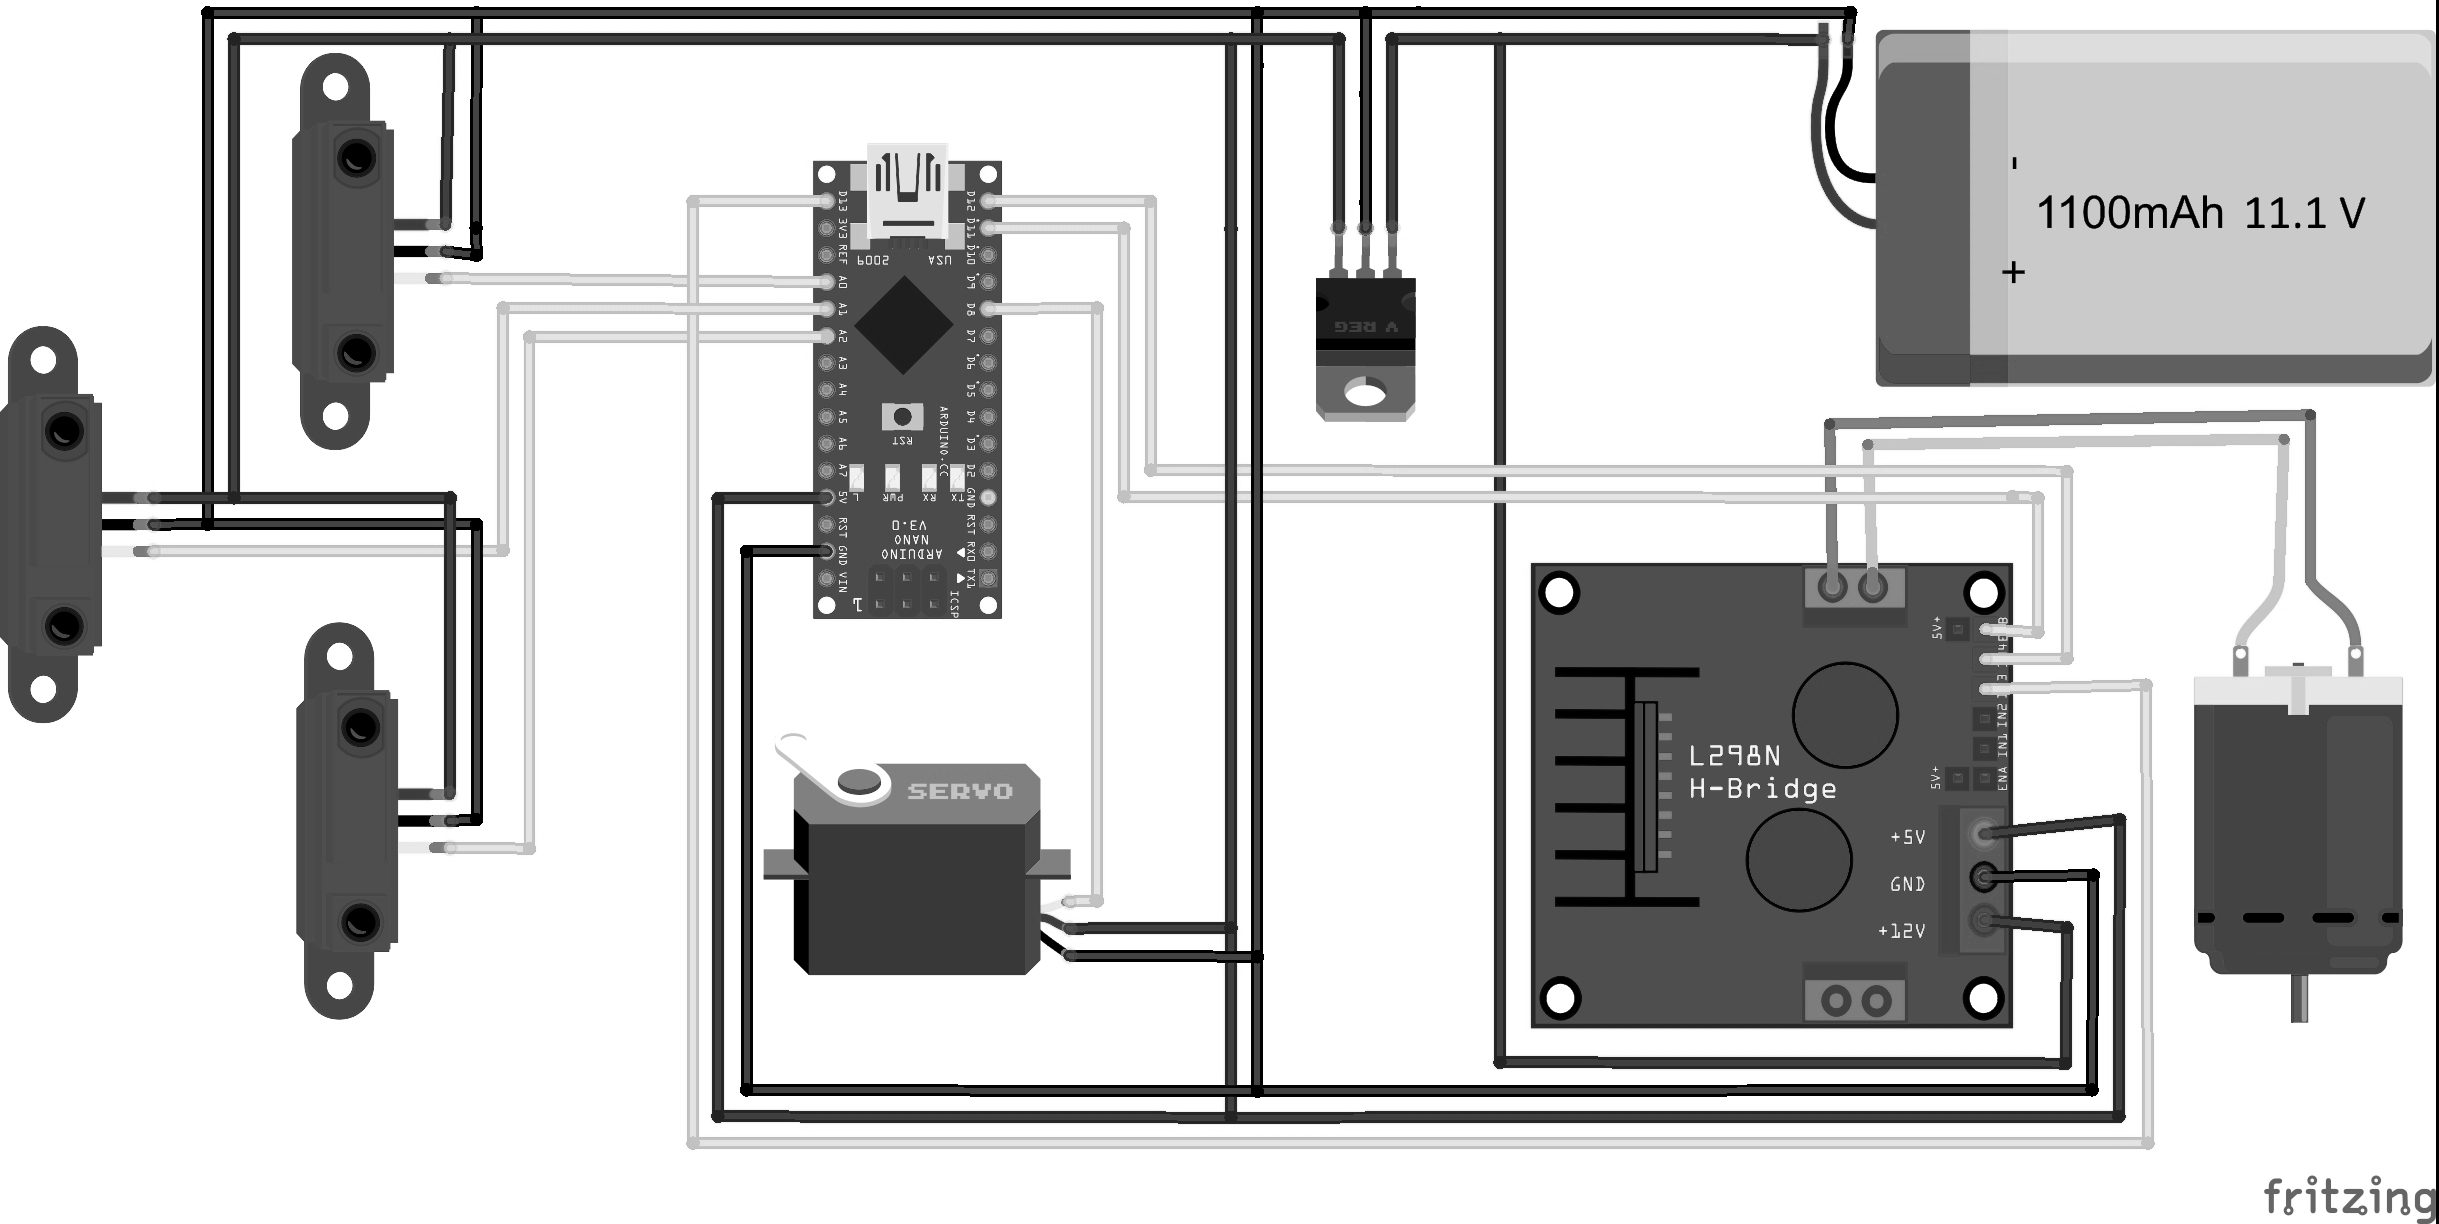 -
1100mAh 11.1 V
+
D13
3V3
REF
A0
A1
A2
A3
A4
A5
A6
A7
5V
RST
GND
VIN
D12
D11
D10
D9
D8
D7
D6
D5
D4
D3
D2
GND
RST
RX0
TX1
2009
USA
RST
ARDUINO.CC
L
PWR
RX
TX
ARDUINO
NANO
V3.0
1
ICSP
V REG
SERVO
L298N
H-Bridge
5V+
IN2
IN1
5V+
ENA
+5V
GND
+12V
fritzing